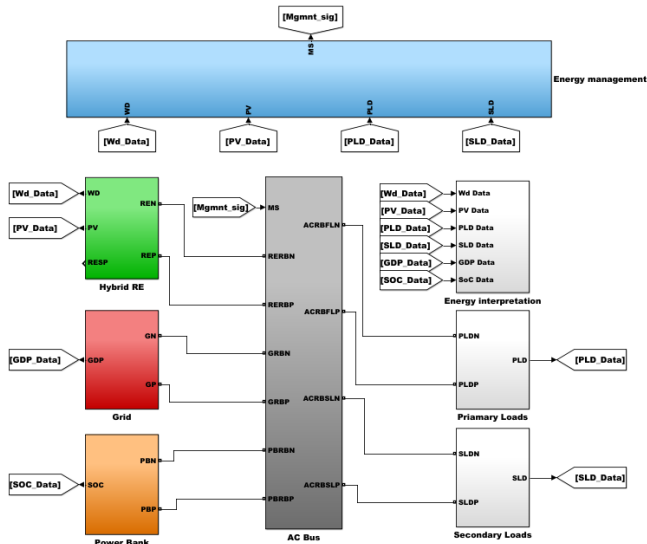 [Mgmnt_sig]
MS
Energy management
WD
PV
PLD
SLD
[Wd_Data]
[PV_Data]
[PLD_Data]
[SLD_Data]
[Wd_Data]
WD
REN
[PV_Data]
PV
RESP
REP
Hybrid RE
[Mgmnt_sig]
MS
ACRBFLN
RERBN
RERBP
ACRBFLP
GRBN
GRBP
ACRBSLN
PBRBN
ACRBSLP
PBRBP
AC Bus
[Wd_Data]
Wd Data
[PV_Data]
PV Data
[PLD_Data]
PLD Data
[SLD_Data]
SLD Data
[GDP_Data]
GDP Data
[SOC_Data]
SoC Data
Energy interpretation
GN
[GDP_Data]
GDP
GP
Grid
PLDN
PLD
[PLD_Data]
PLDP
Priamary Loads
PBN
[SOC_Data]
SOC
PBP
Power Bank
SLDN
SLD
[SLD_Data]
SLDP
Secondary Loads